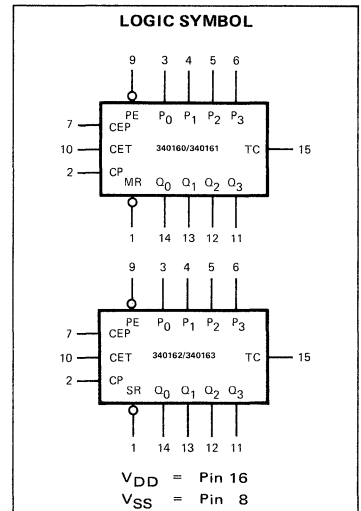 LOGIC SYMBOL
9 3 4 5 6
PE P0 P1 P2 P3
7 CEP
10 CET 340160/340161 TC 15
2 CP
MR Q0 Q1 Q2 Q3
1 14 13 12 11
9 3 4 5 6
PE P0 P1 P2 P3
7 CEP
10 CET 340162/340163 TC 15
2 CP
SR Q0 Q1 Q2 Q3
1 14 13 12 11
VDD = Pin 16
VSS = Pin 8